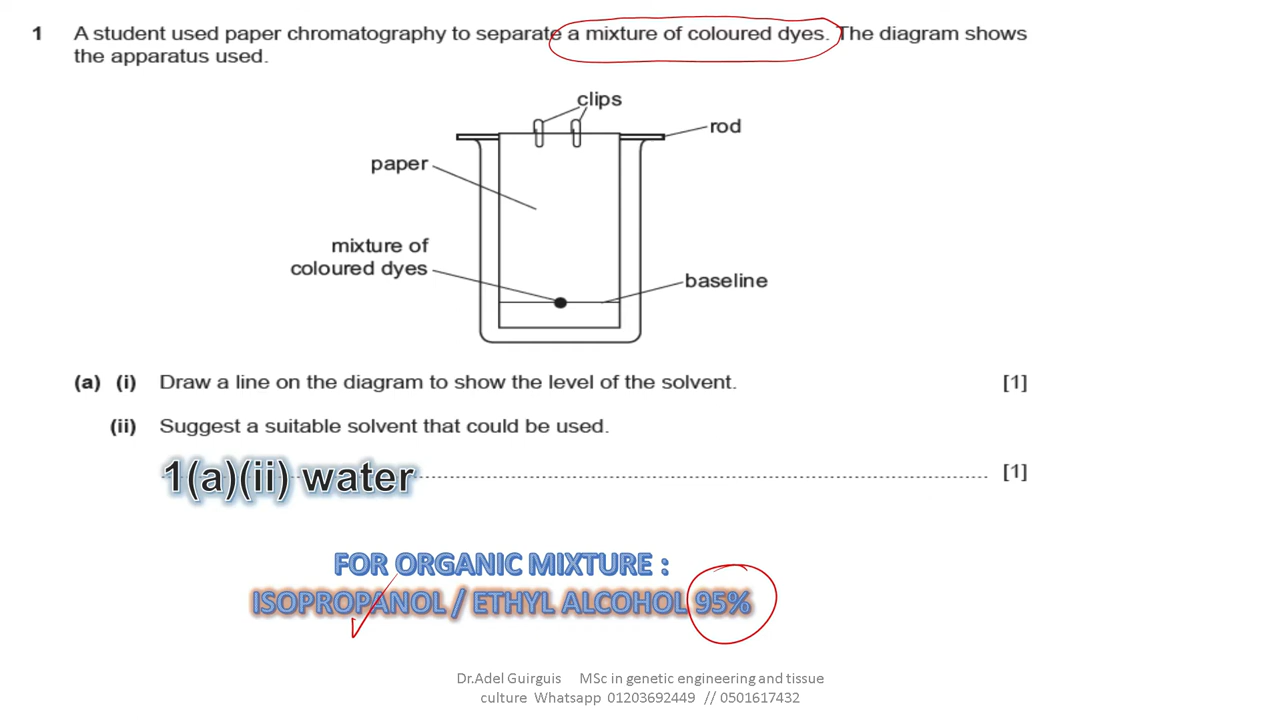 1 A student used paper chromatography to separate a mixture of coloured dyes. The diagram shows
the apparatus used.
clips
rod
paper
mixture of
coloured dyes
baseline
(a) (i) Draw a line on the diagram to show the level of the solvent. [1]
(ii) Suggest a suitable solvent that could be used.
1(a)(ii) water [1]
FOR ORGANIC MIXTURE :
ISOPROPANOL / ETHYL ALCOHOL 95%
Dr.Adel Guirguis MSc in genetic engineering and tissue
culture Whatsapp 01203692449 // 0501617432